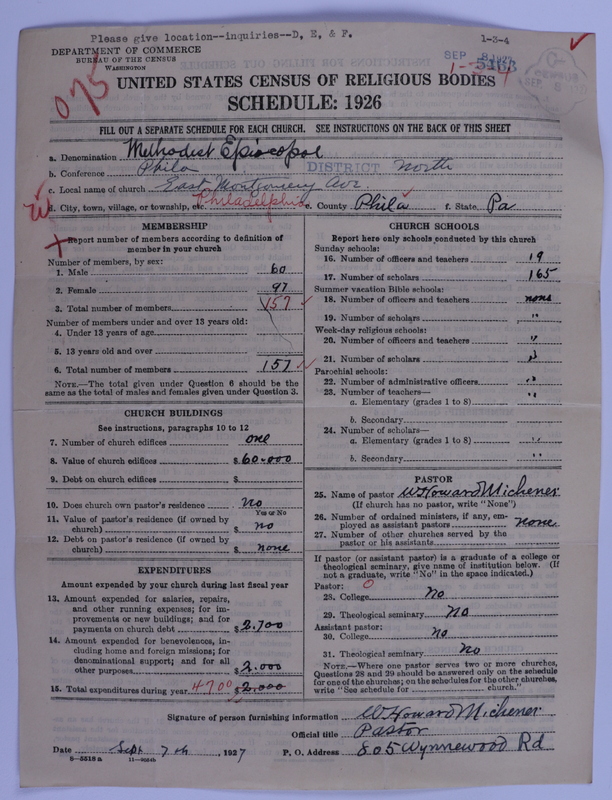 Please give location--inquiries--D, E, & F.
1-3-4
DEPARTMENT OF COMMERCE
BUREAU OF THE CENSUS
WASHINGTON
UNITED STATES CENSUS OF RELIGIOUS BODIES
SCHEDULE: 1926
FILL OUT A SEPARATE SCHEDULE FOR EACH CHURCH. SEE INSTRUCTIONS ON THE BACK OF THIS SHEET
a. Denomination Methodist Episcopal
b. Conference Phila DISTRICT North
c. Local name of church East Montgomery Ave.
d. City, town, village, or township, etc. Philadelphia e. County Phila f. State, Pa
MEMBERSHIP
Report number of members according to definition of
member in your church
Number of members, by sex:
1. Male 60
2. Female 97
3. Total number of members 157
Number of members under and over 13 years old:
4. Under 13 years of age
5. 13 years old and over
6. Total number of members 157
NOTE.—The total given under Question 6 should be the
same as the total of males and females given under Question 3.
CHURCH BUILDINGS
See instructions, paragraphs 10 to 12
7. Number of church edifices one
8. Value of church edifices $ 60.000
9. Debt on church edifices $
10. Does church own pastor's residence No
Yes or No
11. Value of pastor's residence (if owned by
church) $ no
12. Debt on pastor's residence (if owned by
church) $ none
EXPENDITURES
Amount expended by your church during last fiscal year
13. Amount expended for salaries, repairs,
and other running expenses; for im-
provements or new buildings; and for
payments on church debt $ 2.700
14. Amount expended for benevolences, in-
cluding home and foreign missions; for
denominational support; and for all
other purposes $ 2.000
15. Total expenditures during year 4700 $ 2.000
CHURCH SCHOOLS
Report here only schools conducted by this church
Sunday schools:
16. Number of officers and teachers 19
17. Number of scholars 165
Summer vacation Bible schools:
18. Number of officers and teachers none
19. Number of scholars "
Week-day religious schools:
20. Number of officers and teachers "
21. Number of scholars "
Parochial schools:
22. Number of administrative officers "
23. Number of teachers— "
a. Elementary (grades 1 to 8)
b. Secondary
24. Number of scholars—
a. Elementary (grades 1 to 8) "
b. Secondary "
PASTOR
25. Name of pastor W Howard Michener
(If church has no pastor, write "None")
26. Number of ordained ministers, if any, em-
ployed as assistant pastors none
27. Number of other churches served by the
pastor or his assistants
If pastor (or assistant pastor) is a graduate of a college or
theological seminary, give name of institution below. (If
not a graduate, write "No" in the space indicated.)
Pastor: 0
28. College No
29. Theological seminary No
Assistant pastor:
30. College No
31. Theological seminary No
NOTE.—Where one pastor serves two or more churches,
Questions 28 and 29 should be answered only on the schedule
for one of the churches; on the schedules for the other churches,
write "See schedule for church."
Signature of person furnishing information W Howard Michener
Official title Pastor
Date Sept 7th, 1927 P. O. Address 805 Wynnewood Rd
8—5518 a